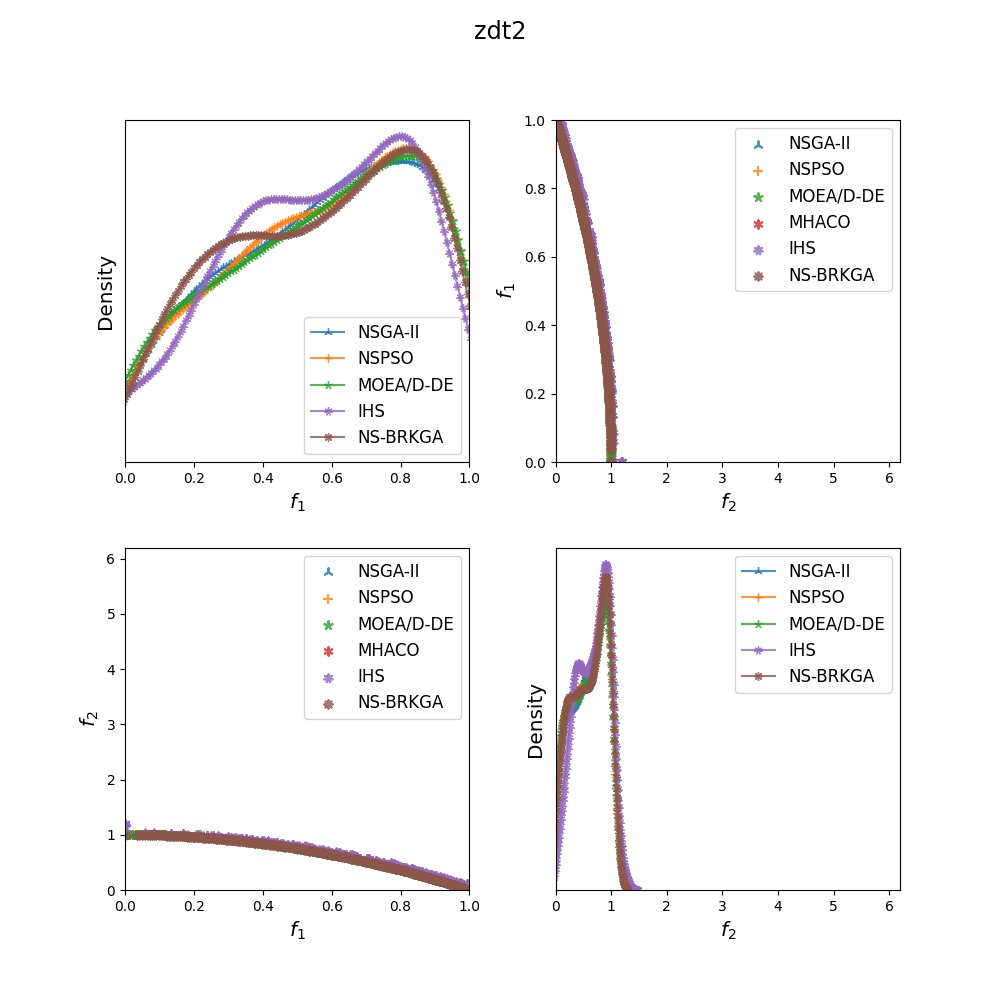 zdt2
Density
0.0 0.2 0.4 0.6 0.8 1.0
f1
NSGA-II
NSPSO
MOEA/D-DE
IHS
NS-BRKGA
f1
1.0
0.8
0.6
0.4
0.2
0.0
0 1 2 3 4 5 6
f2
NSGA-II
NSPSO
MOEA/D-DE
MHACO
IHS
NS-BRKGA
f2
6
5
4
3
2
1
0
0.0 0.2 0.4 0.6 0.8 1.0
f1
NSGA-II
NSPSO
MOEA/D-DE
MHACO
IHS
NS-BRKGA
Density
0 1 2 3 4 5 6
f2
NSGA-II
NSPSO
MOEA/D-DE
IHS
NS-BRKGA